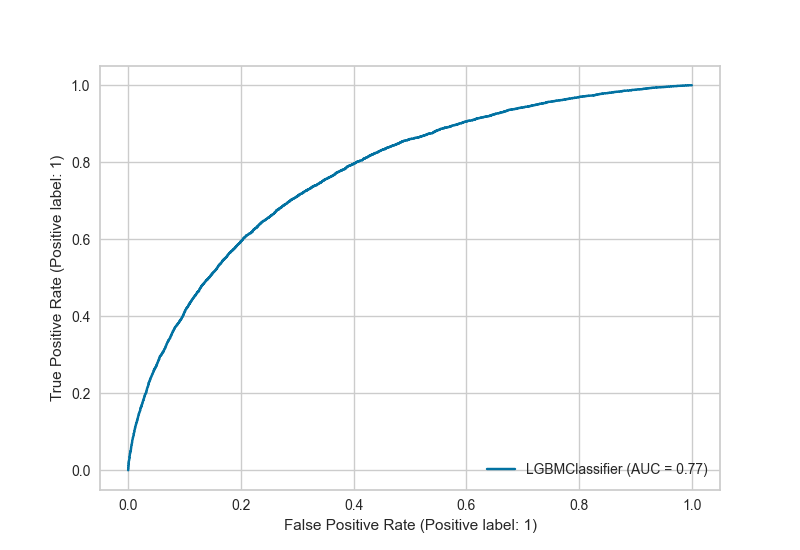 1.0
0.8
0.6
0.4
0.2
0.0
True Positive Rate (Positive label: 1)
LGBMClassifier (AUC = 0.77)
0.0 0.2 0.4 0.6 0.8 1.0
False Positive Rate (Positive label: 1)